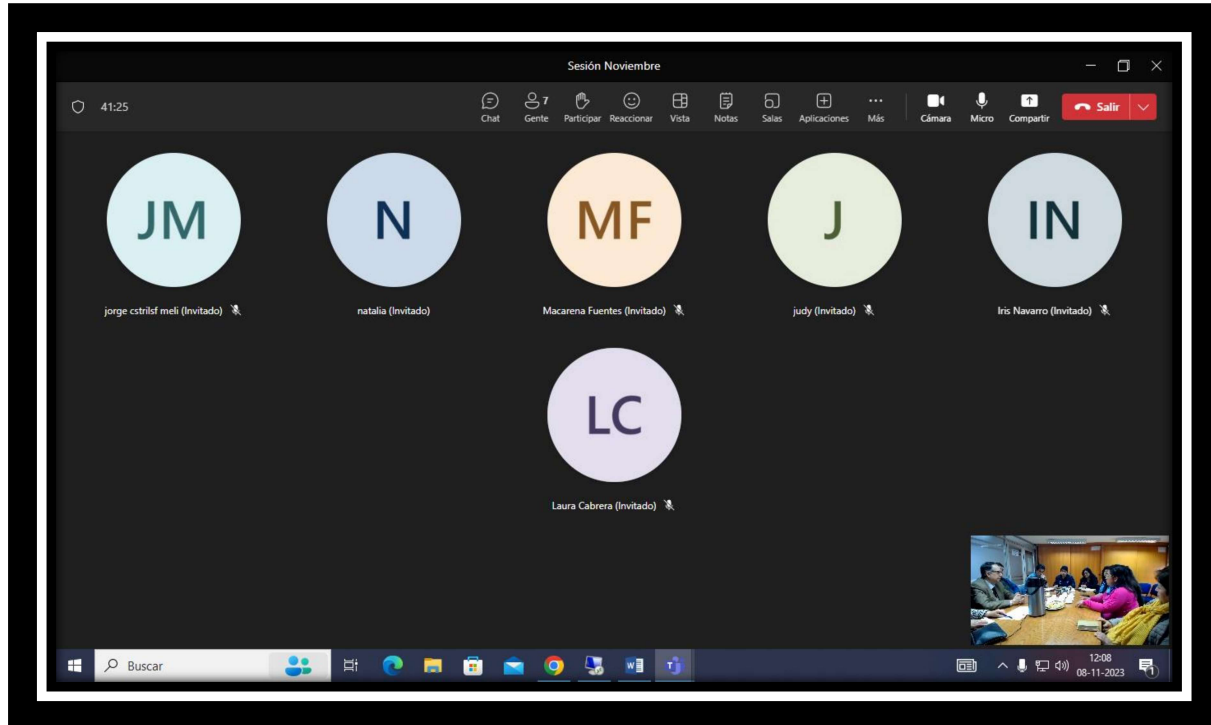 Sesión Noviembre
41:25
Chat
7
Gente
Participar
Reaccionar
Vista
Notas
Salas
Aplicaciones
Más
Cámara
Micro
Compartir
Salir
JM
N
MF
J
IN
jorge cstrilsf meli (Invitado)
natalia (Invitado)
Macarena Fuentes (Invitado)
judy (Invitado)
Iris Navarro (Invitado)
LC
Laura Cabrera (Invitado)
Buscar
W
T
12:08
08-11-2023
1